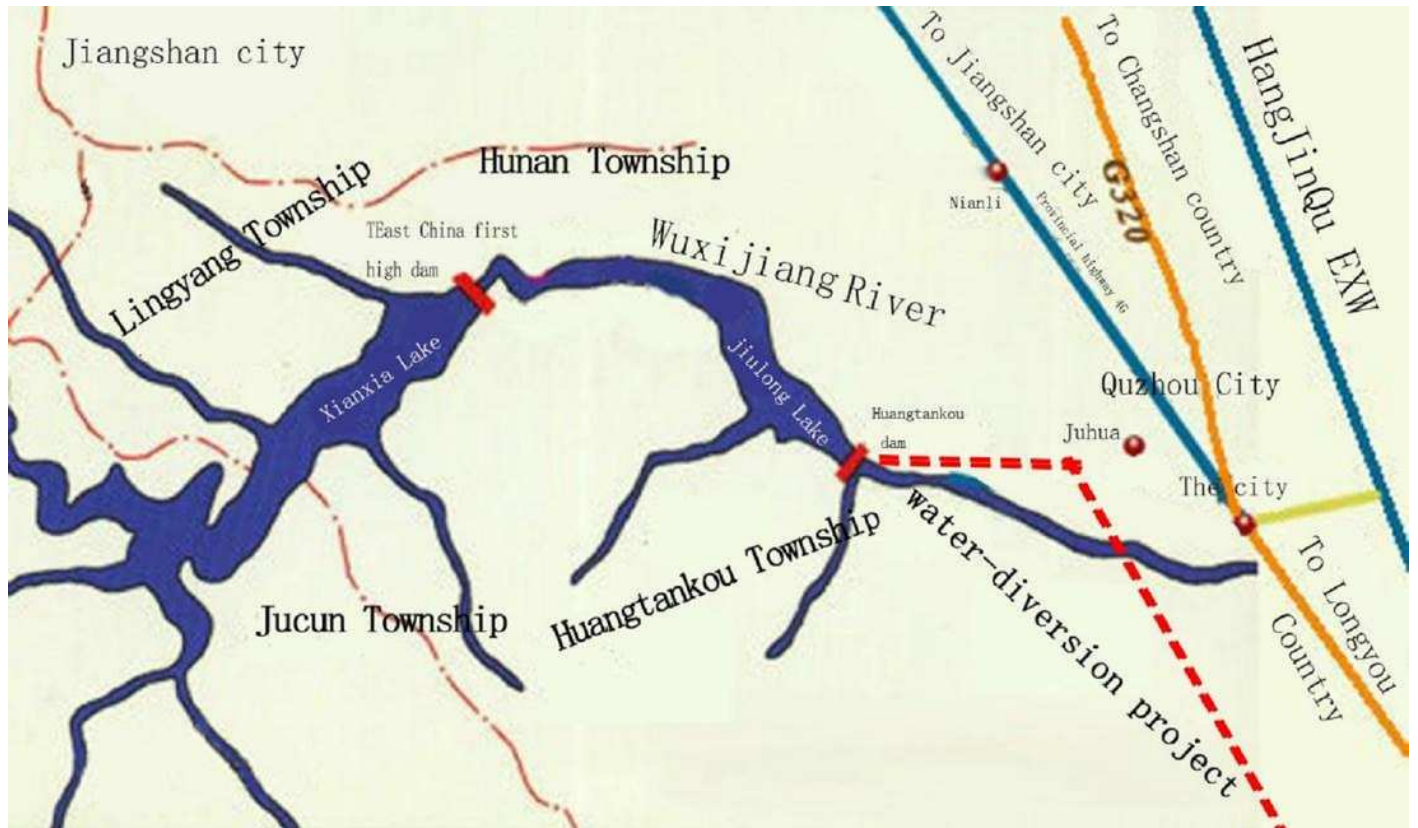 Jiangshan city
To Jiangshan city
To Changshan country
HangJinQu EXW
G320
Hunan Township
Lingyang Township
Nianli
Provincial highway 46
TEast China first
high dam
Wuxijiang River
Xianxia Lake
jiulong Lake
Quzhou City
Huangtankou
dam
Juhua
The city
water-diversion project
Huangtankou Township
Jucun Township
To Longyou
Country